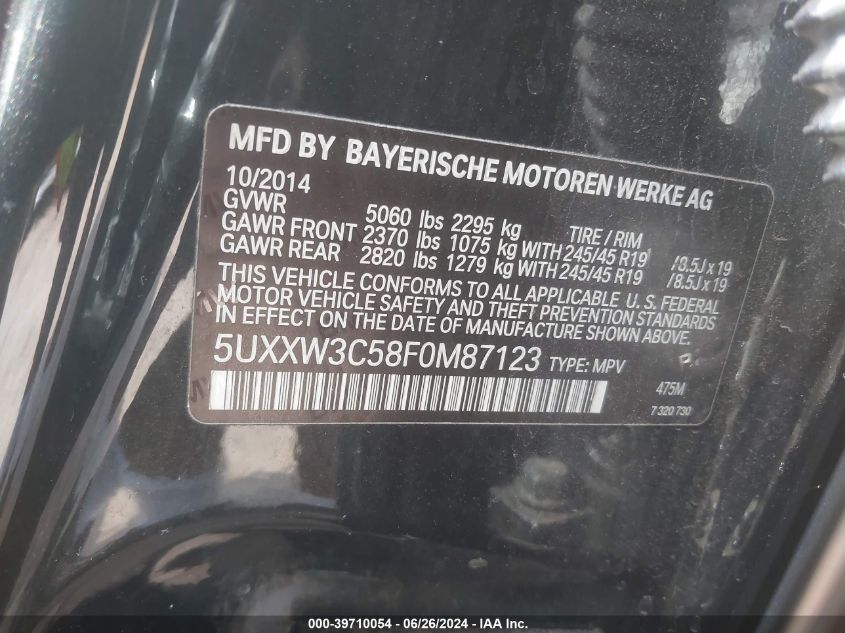 MFD BY BAYERISCHE MOTOREN WERKE AG
10/2014
GVWR 5060 lbs 2295 kg TIRE / RIM
GAWR FRONT 2370 lbs 1075 kg WITH 245/45 R19 /8.5J x 19
GAWR REAR 2820 lbs 1279 kg WITH 245/45 R19 /8.5J x 19
THIS VEHICLE CONFORMS TO ALL APPLICABLE U.S. FEDERAL
MOTOR VEHICLE SAFETY AND THEFT PREVENTION STANDARDS
IN EFFECT ON THE DATE OF MANUFACTURE SHOWN ABOVE.
5UXXW3C58F0M87123 TYPE: MPV 475M
7 320 730
000-39710054 - 06/26/2024 - IAA Inc.